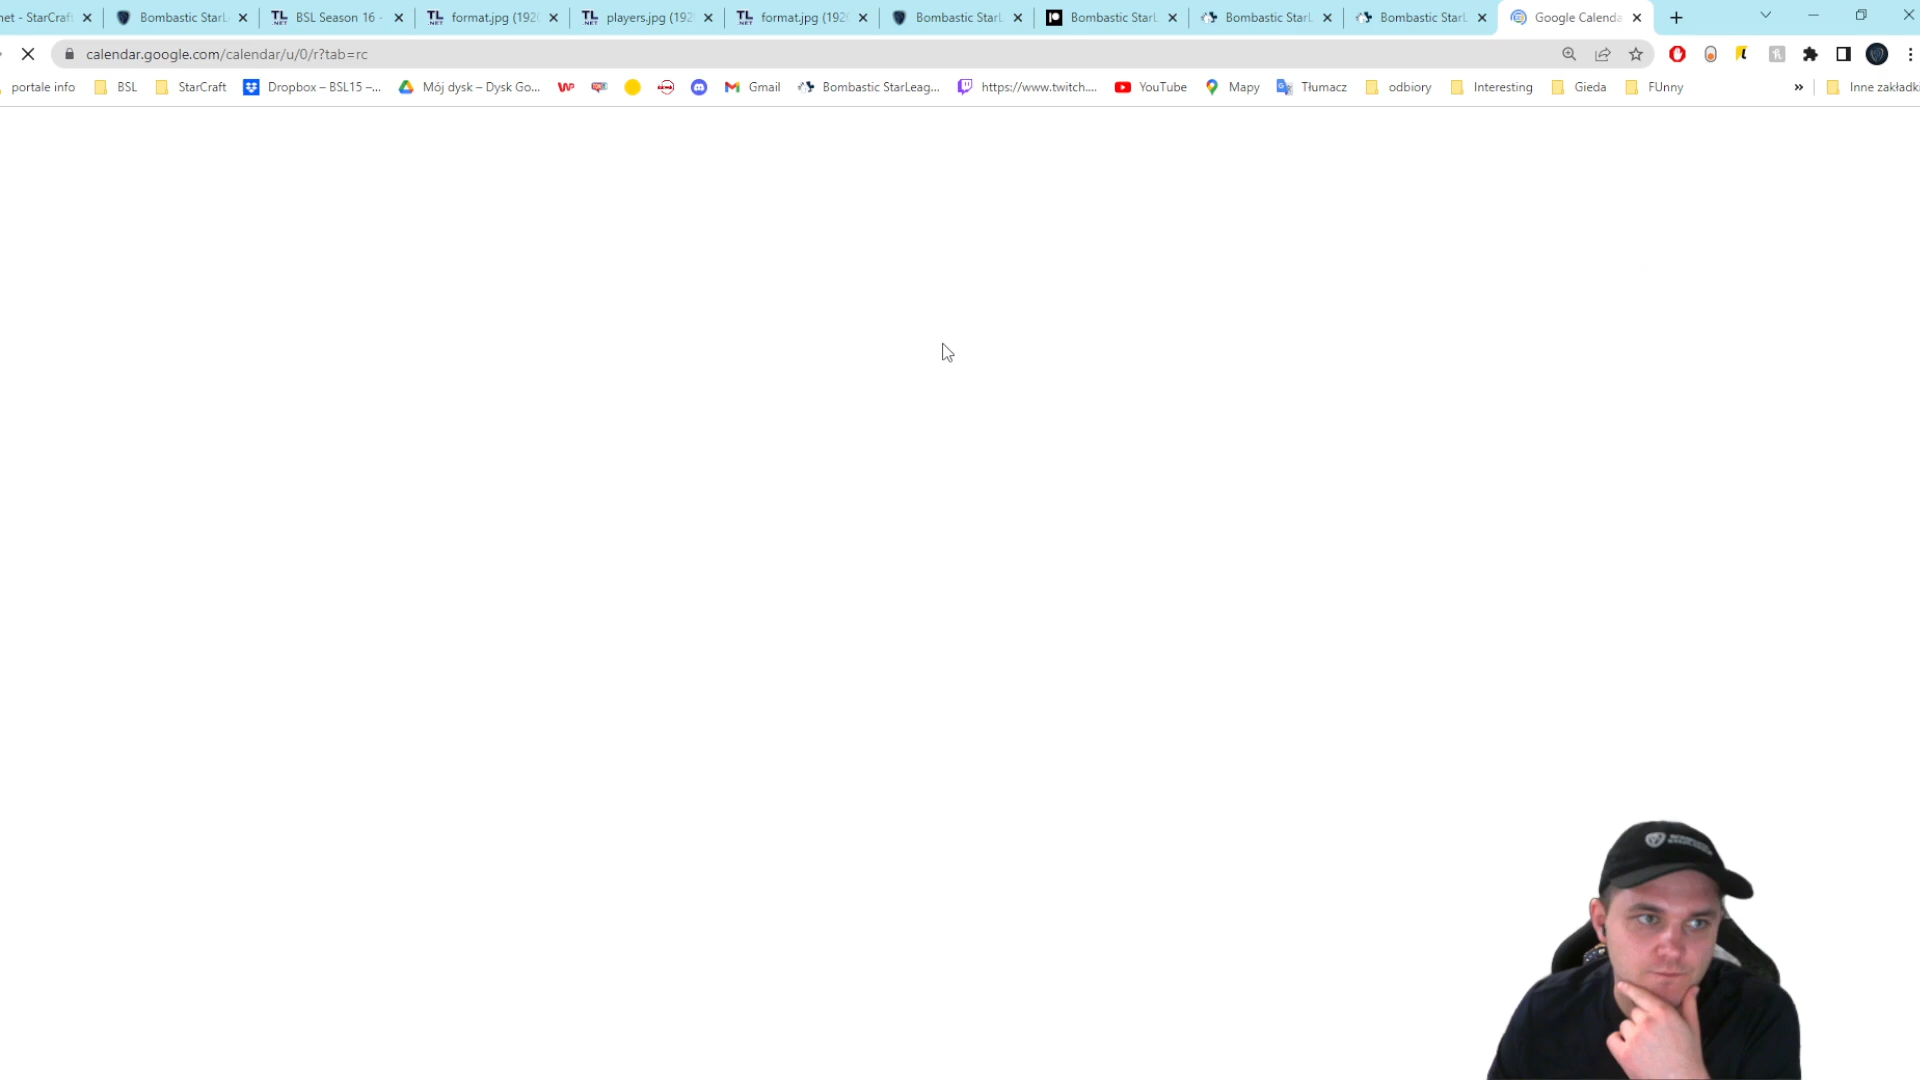 et - StarCraft Bombastic StarL BSL Season 16 - format.jpg (192 players.jpg (192 format.jpg (192 Bombastic StarL Bombastic StarL Bombastic StarL Bombastic StarL Google Calenda
calendar.google.com/calendar/u/0/r?tab=rc
portale info BSL StarCraft Dropbox – BSL15 –... Mój dysk – Dysk Go... Gmail Bombastic StarLeag... https://www.twitch.... YouTube Mapy Tłumacz odbiory Interesting Gieda FUnny » Inne zakładki